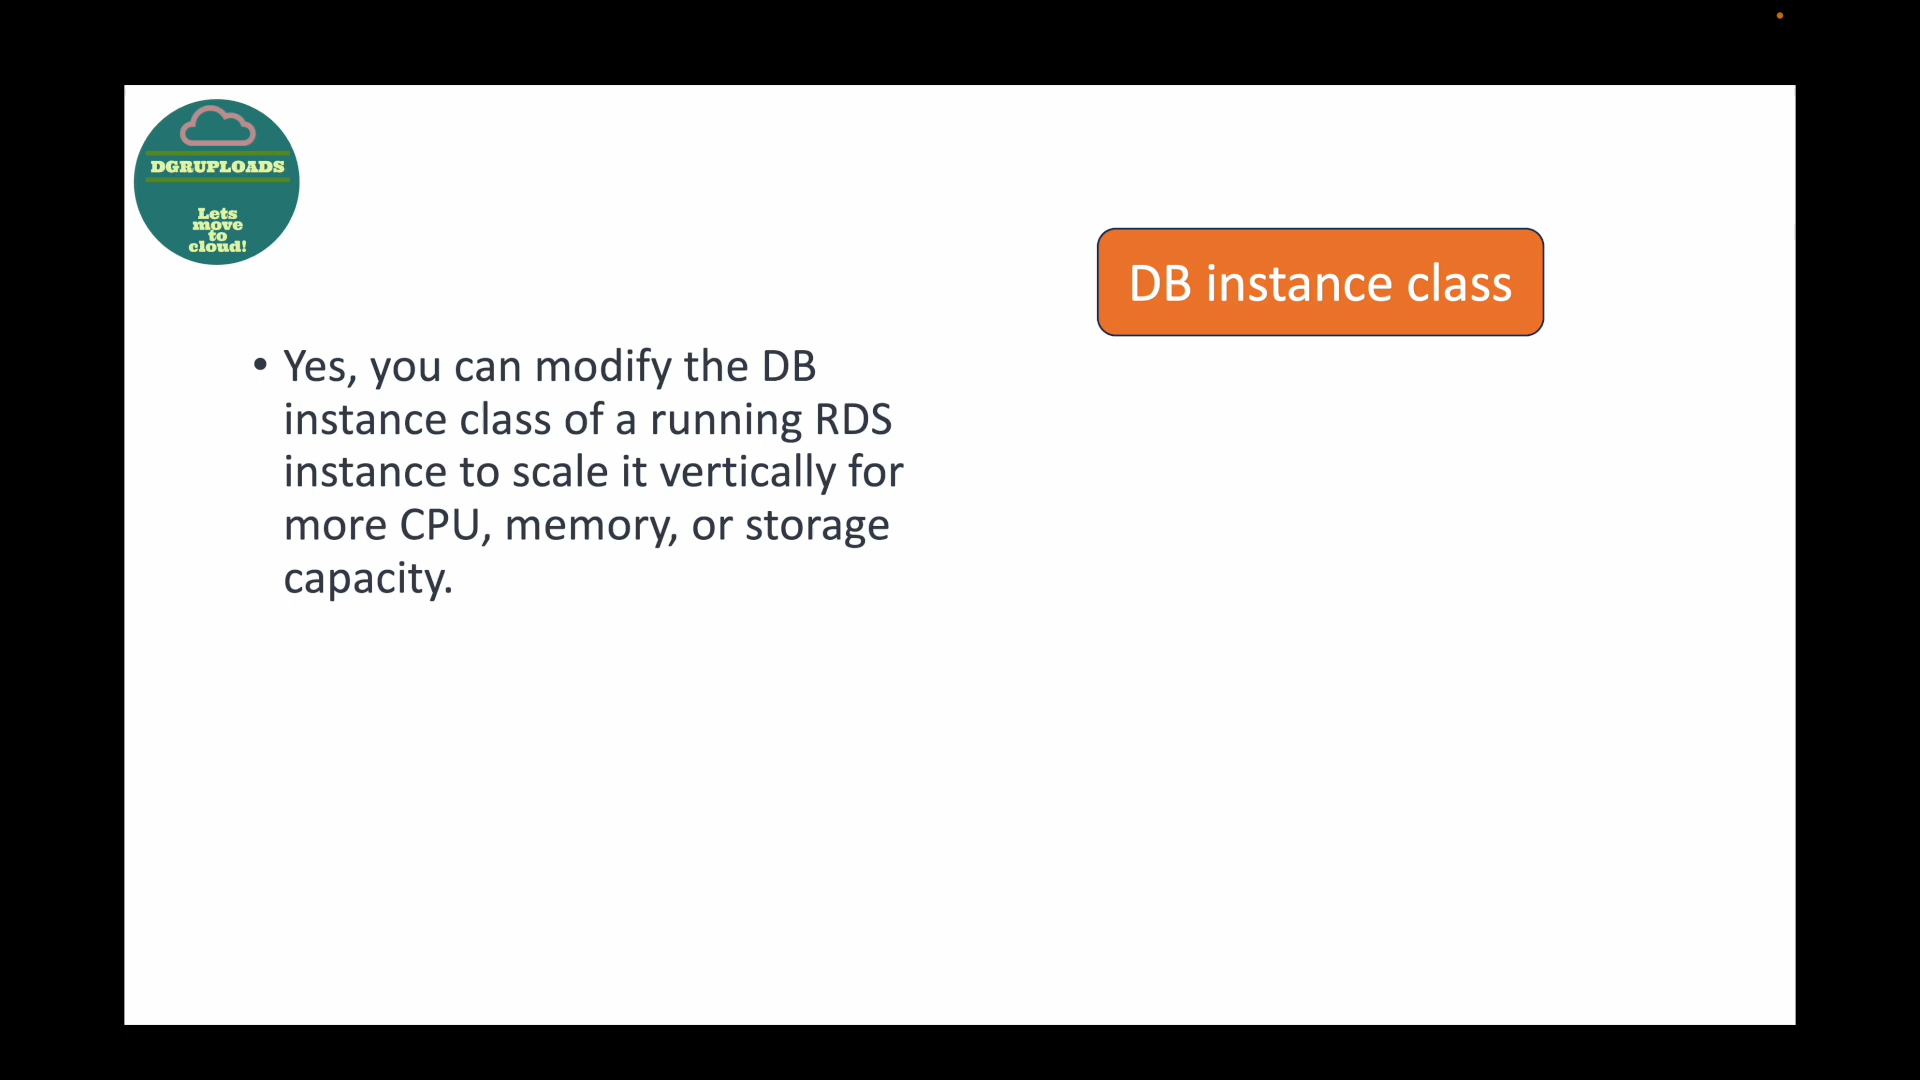 DGRUPLOADS
Lets
move
to
cloud!
DB instance class
• Yes, you can modify the DB
instance class of a running RDS
instance to scale it vertically for
more CPU, memory, or storage
capacity.